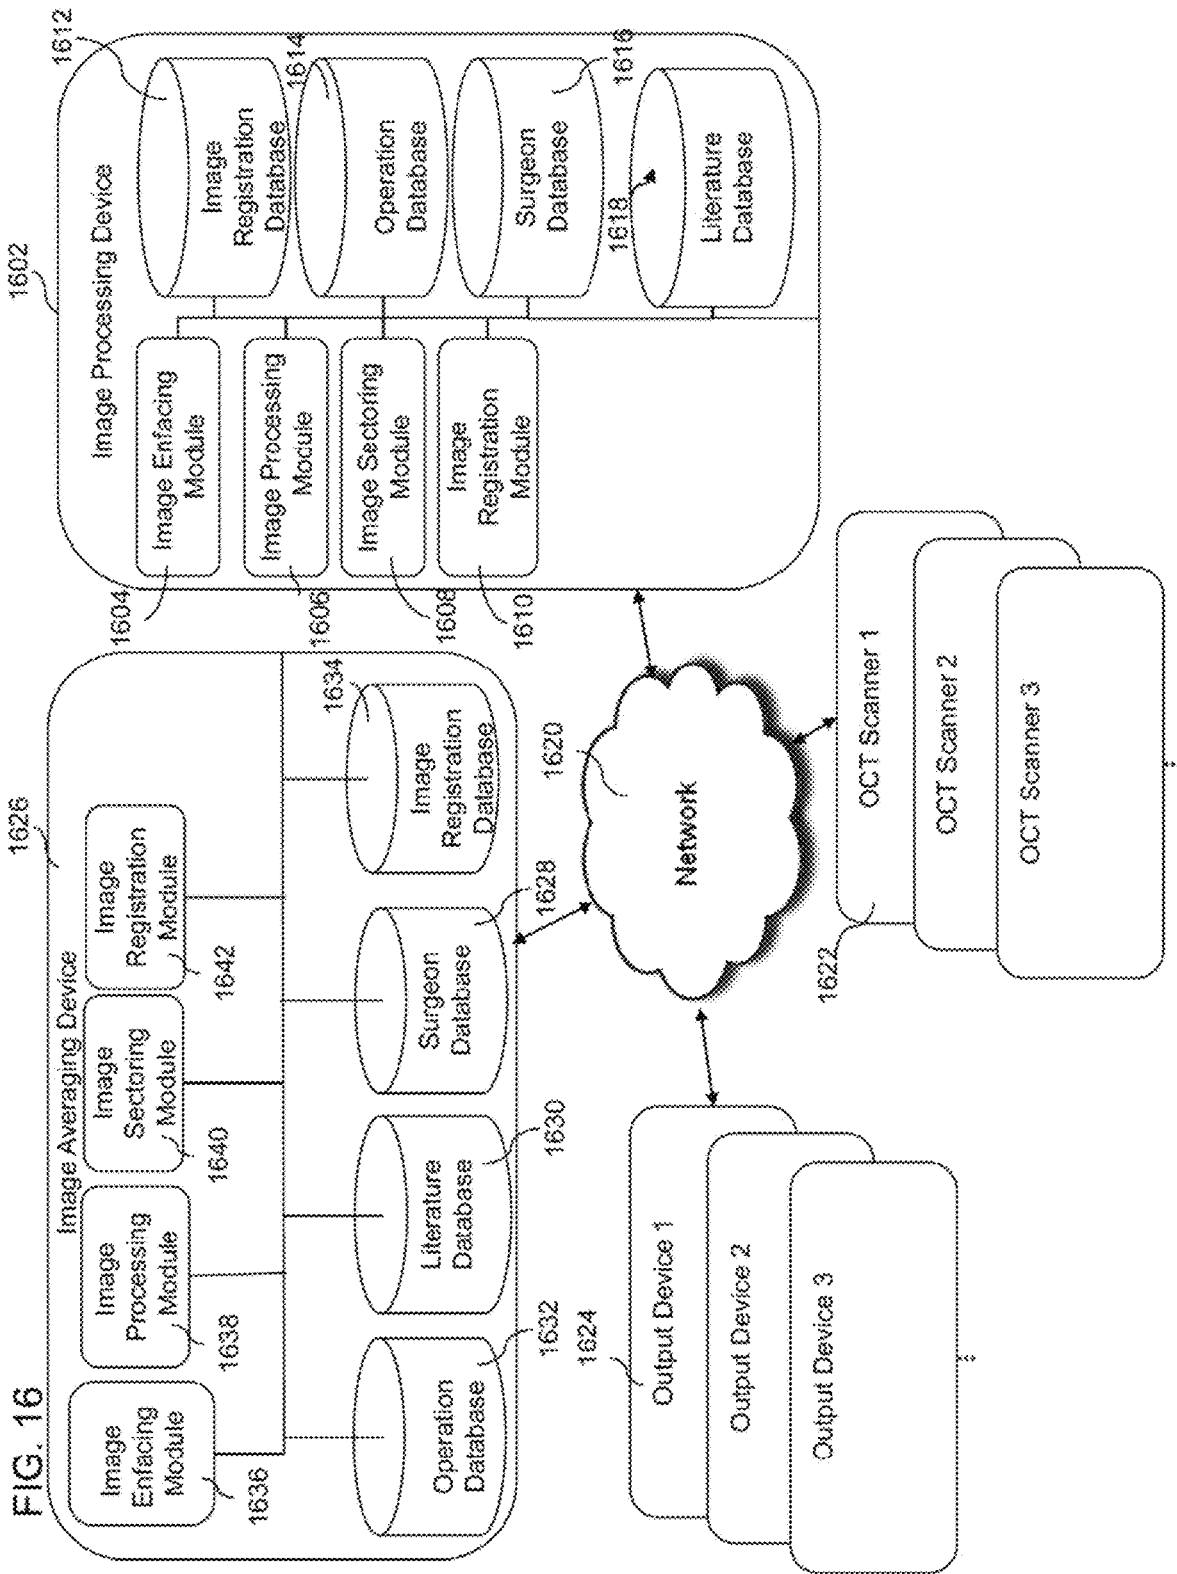 FIG. 16
Image Averaging Device
1626
Image
Enfacing
Module
1636
Image
Processing
Module
1638
Image
Sectoring
Module
1640
Image
Registration
Module
1642
Operation
Database
1632
Literature
Database
1630
Surgeon
Database
1628
Image
Registration
Database
1634
1602
Image Processing Device
1604
Image Enfacing
Module
1606
Image Processing
Module
1608
Image Sectoring
Module
1610
Image
Registration
Module
1612
Image
Registration
Database
1614
Operation
Database
1616
Surgeon
Database
1618
Literature
Database
1620
Network
1624
Output Device 1
Output Device 2
Output Device 3
1622
OCT Scanner 1
OCT Scanner 2
OCT Scanner 3